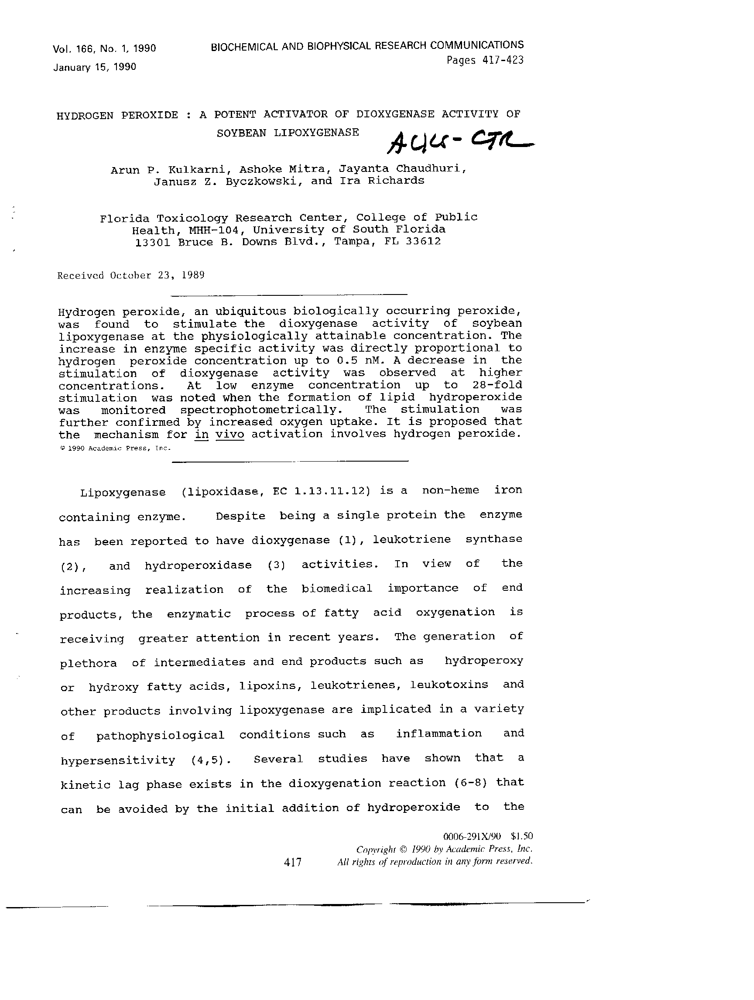 Vol. 166, No. 1, 1990
BIOCHEMICAL AND BIOPHYSICAL RESEARCH COMMUNICATIONS
January 15, 1990
Pages 417-423
HYDROGEN PEROXIDE : A POTENT ACTIVATOR OF DIOXYGENASE ACTIVITY OF
SOYBEAN LIPOXYGENASE
Arun P. Kulkarni, Ashoke Mitra, Jayanta Chaudhuri,
Janusz Z. Byczkowski, and Ira Richards
Florida Toxicology Research Center, College of Public
Health, MHH-104, University of South Florida
13301 Bruce B. Downs Blvd., Tampa, FL 33612
Received October 23, 1989
Hydrogen peroxide, an ubiquitous biologically occurring peroxide,
was found to stimulate the dioxygenase activity of soybean
lipoxygenase at the physiologically attainable concentration. The
increase in enzyme specific activity was directly proportional to
hydrogen peroxide concentration up to 0.5 nM. A decrease in the
stimulation of dioxygenase activity was observed at higher
concentrations. At low enzyme concentration up to 28-fold
stimulation was noted when the formation of lipid hydroperoxide
was monitored spectrophotometrically. The stimulation was
further confirmed by increased oxygen uptake. It is proposed that
the mechanism for in vivo activation involves hydrogen peroxide.
© 1990 Academic Press, Inc.
Lipoxygenase (lipoxidase, EC 1.13.11.12) is a non-heme iron
containing enzyme. Despite being a single protein the enzyme
has been reported to have dioxygenase (1), leukotriene synthase
(2), and hydroperoxidase (3) activities. In view of the
increasing realization of the biomedical importance of end
products, the enzymatic process of fatty acid oxygenation is
receiving greater attention in recent years. The generation of
plethora of intermediates and end products such as hydroperoxy
or hydroxy fatty acids, lipoxins, leukotrienes, leukotoxins and
other products involving lipoxygenase are implicated in a variety
of pathophysiological conditions such as inflammation and
hypersensitivity (4,5). Several studies have shown that a
kinetic lag phase exists in the dioxygenation reaction (6-8) that
can be avoided by the initial addition of hydroperoxide to the
0006-291X/90 $1.50
Copyright © 1990 by Academic Press, Inc.
417 All rights of reproduction in any form reserved.